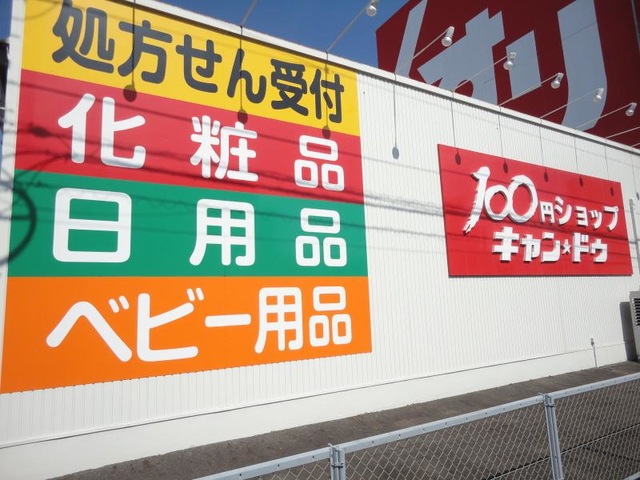 処方せん受付
化粧品
日用品
ベビー用品
100円ショップ
キャン★ドゥ